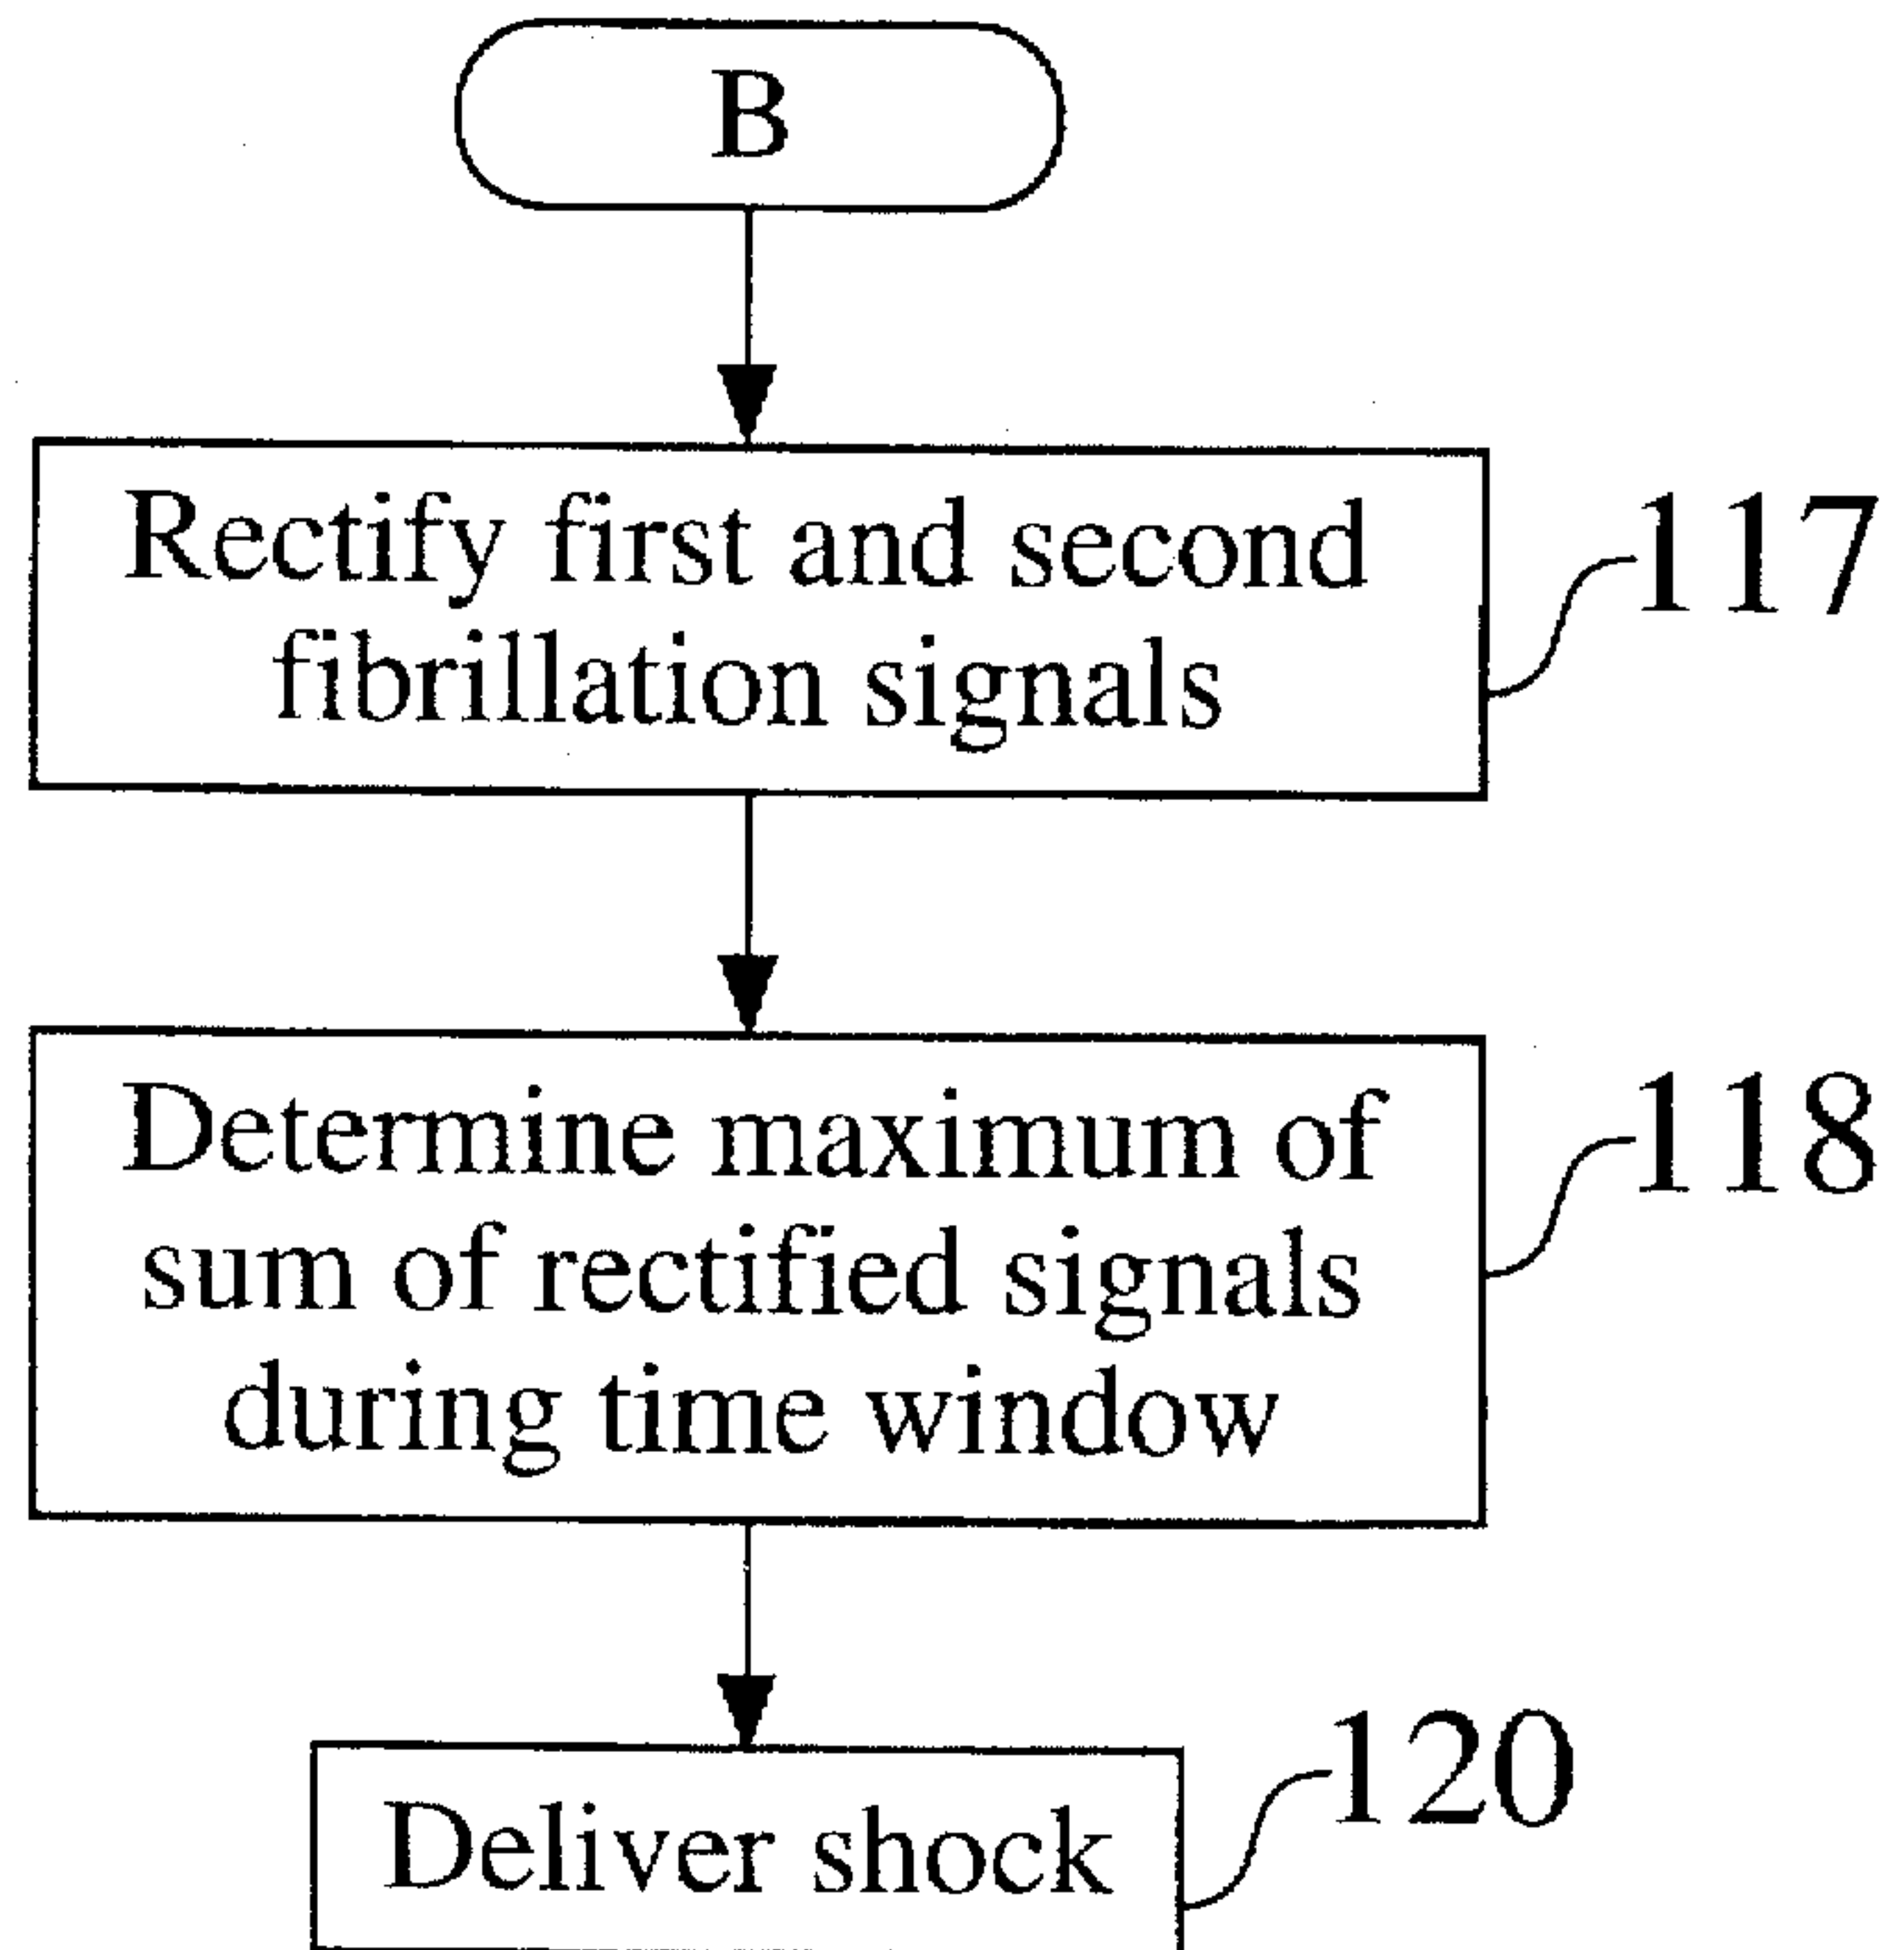 B
Rectify first and second
fibrillation signals
117
Determine maximum of
sum of rectified signals
during time window
118
Deliver shock
120